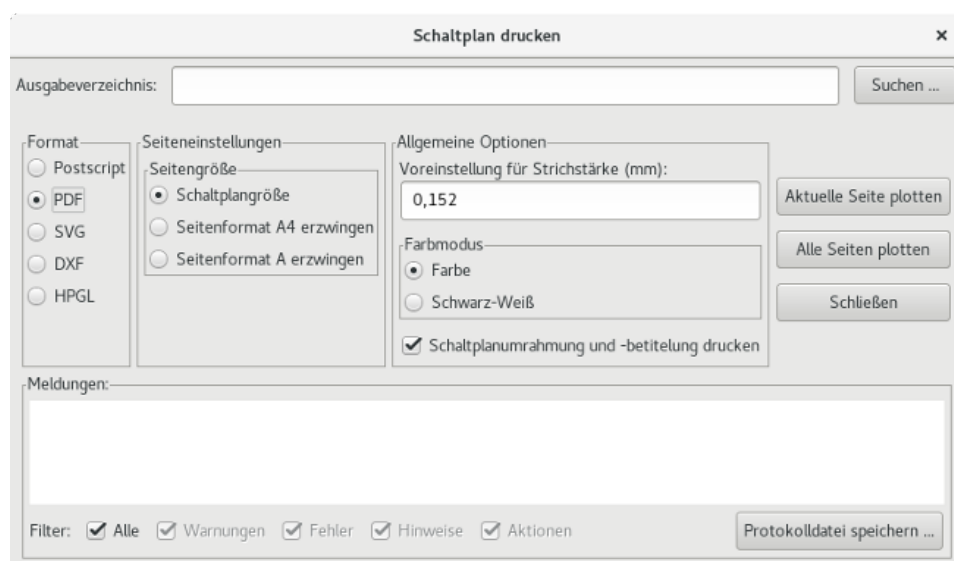 Schaltplan drucken
Ausgabeverzeichnis:
Suchen ...
Format
Postscript
PDF
SVG
DXF
HPGL
Seiteneinstellungen
Seitengröße
Schaltplangröße
Seitenformat A4 erzwingen
Seitenformat A erzwingen
Allgemeine Optionen
Voreinstellung für Strichstärke (mm):
0,152
Farbmodus
Farbe
Schwarz-Weiß
Schaltplanumrahmung und -betitelung drucken
Aktuelle Seite plotten
Alle Seiten plotten
Schließen
Meldungen:
Filter: Alle Warnungen Fehler Hinweise Aktionen
Protokolldatei speichern ...